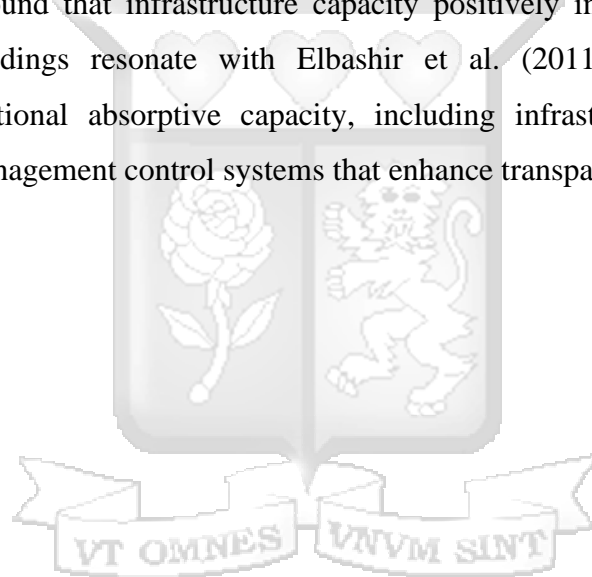 und that infrastructure capacity positively in
dings resonate with Elbashir et al. (2011
tional absorptive capacity, including infrast
nagement control systems that enhance transpa
VT OMNES VNVM SINT